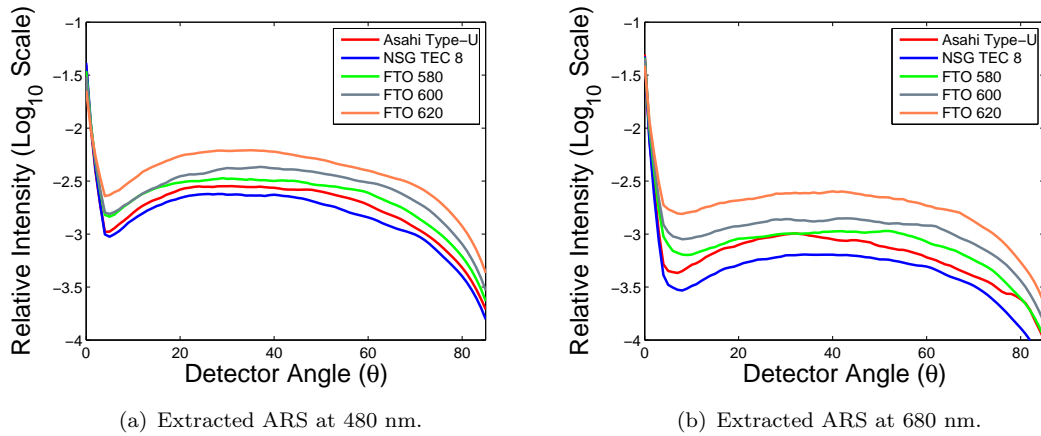 Relative Intensity (Log10 Scale)
-1
-1.5
-2
-2.5
-3
-3.5
-4
0
20
40
60
80
Detector Angle (θ)
Asahi Type-U
NSG TEC 8
FTO 580
FTO 600
FTO 620
(a) Extracted ARS at 480 nm.
Relative Intensity (Log10 Scale)
-1
-1.5
-2
-2.5
-3
-3.5
-4
0
20
40
60
80
Detector Angle (θ)
Asahi Type-U
NSG TEC 8
FTO 580
FTO 600
FTO 620
(b) Extracted ARS at 680 nm.